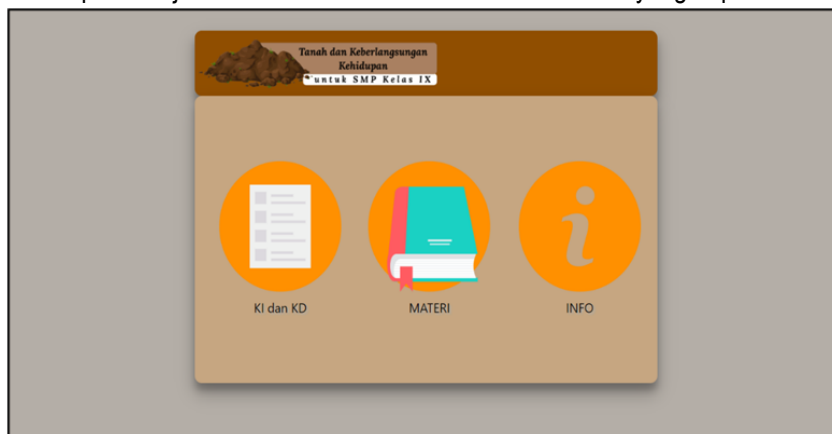 Tanah dan Keberlangsungan
Kehidupan
untuk SMP Kelas IX
KI dan KD
MATERI
INFO